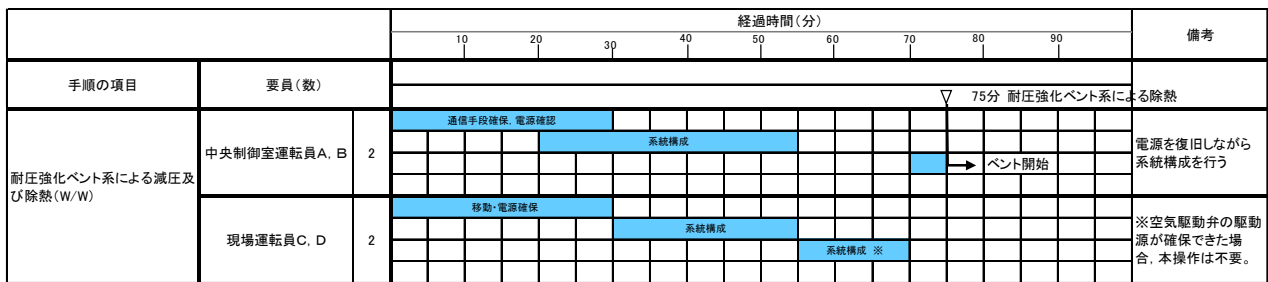 経過時間(分)
備考
10 20 30 40 50 60 70 80 90
手順の項目
要員(数)
▽ 75分 耐圧強化ベント系による除熱
耐圧強化ベント系による減圧及
び除熱(W/W)
中央制御室運転員A, B
2
通信手段確保, 電源確認
系統構成
ベント開始
電源を復旧しながら
系統構成を行う
現場運転員C, D
2
移動・電源確保
系統構成
系統構成 ※
※空気駆動弁の駆動
源が確保できた場
合, 本操作は不要。